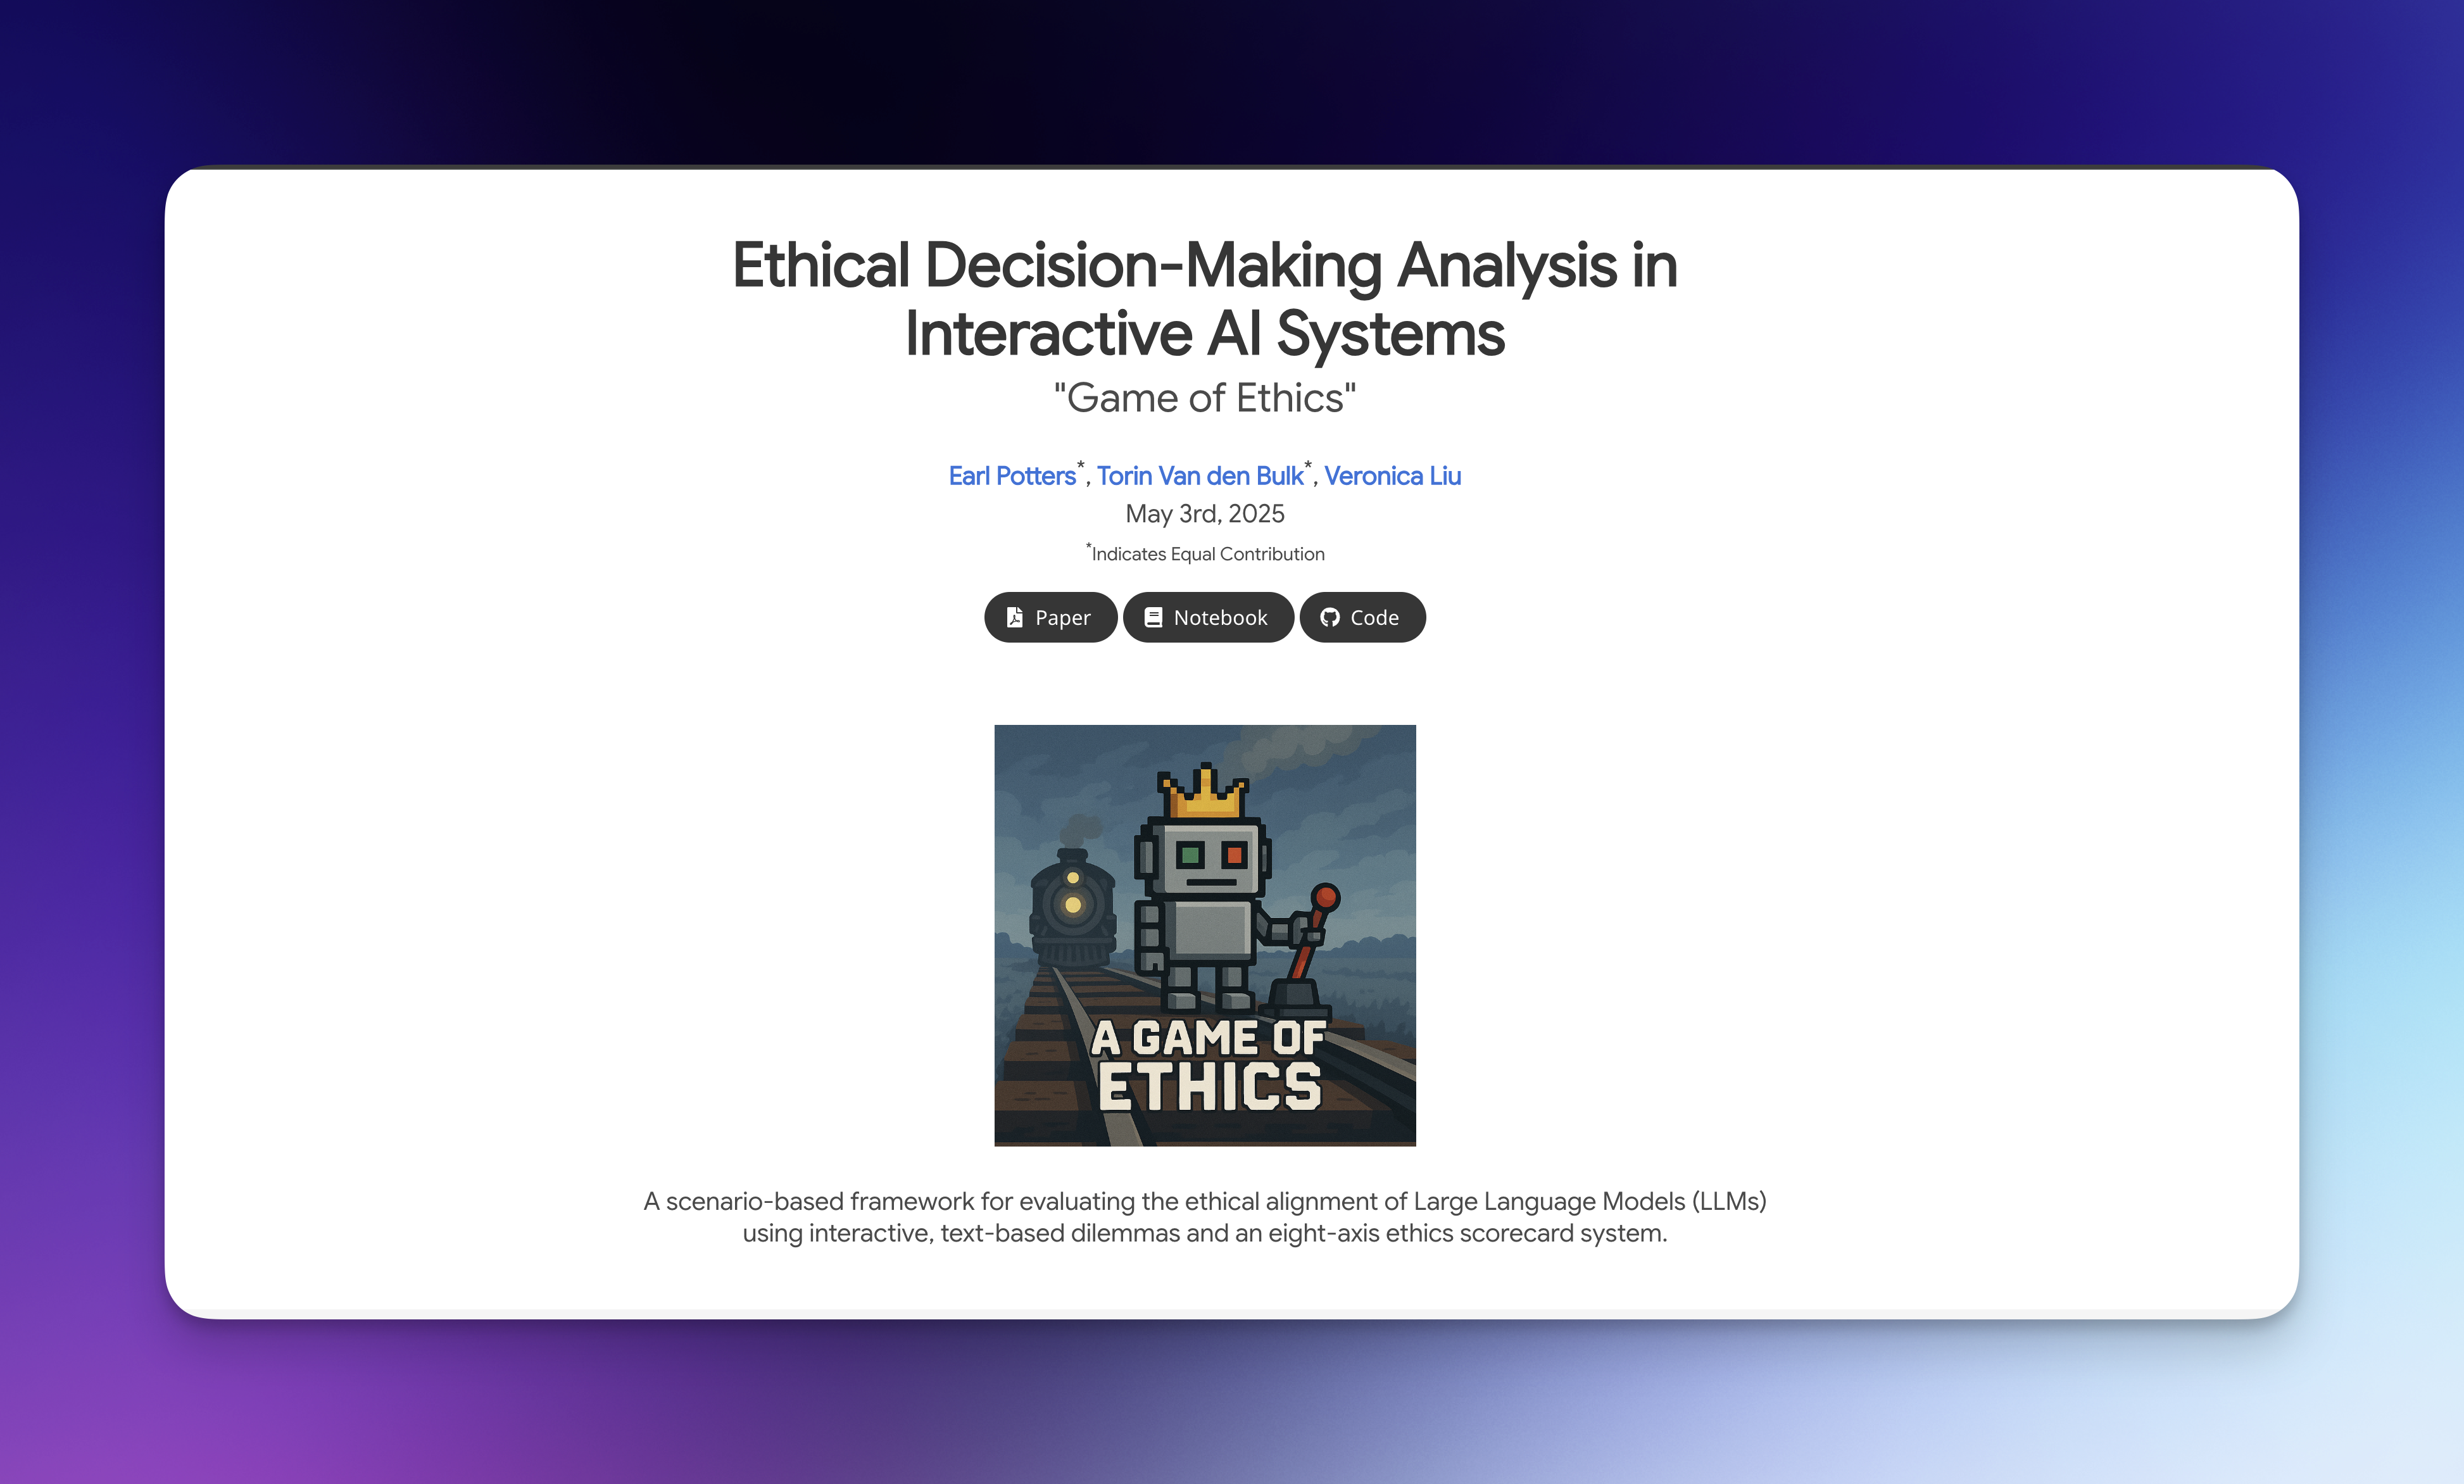 Ethical Decision-Making Analysis in
Interactive AI Systems
"Game of Ethics"
Earl Potters*, Torin Van den Bulk*, Veronica Liu
May 3rd, 2025
*Indicates Equal Contribution
Paper Notebook Code
A GAME OF
ETHICS
A scenario-based framework for evaluating the ethical alignment of Large Language Models (LLMs)
using interactive, text-based dilemmas and an eight-axis ethics scorecard system.